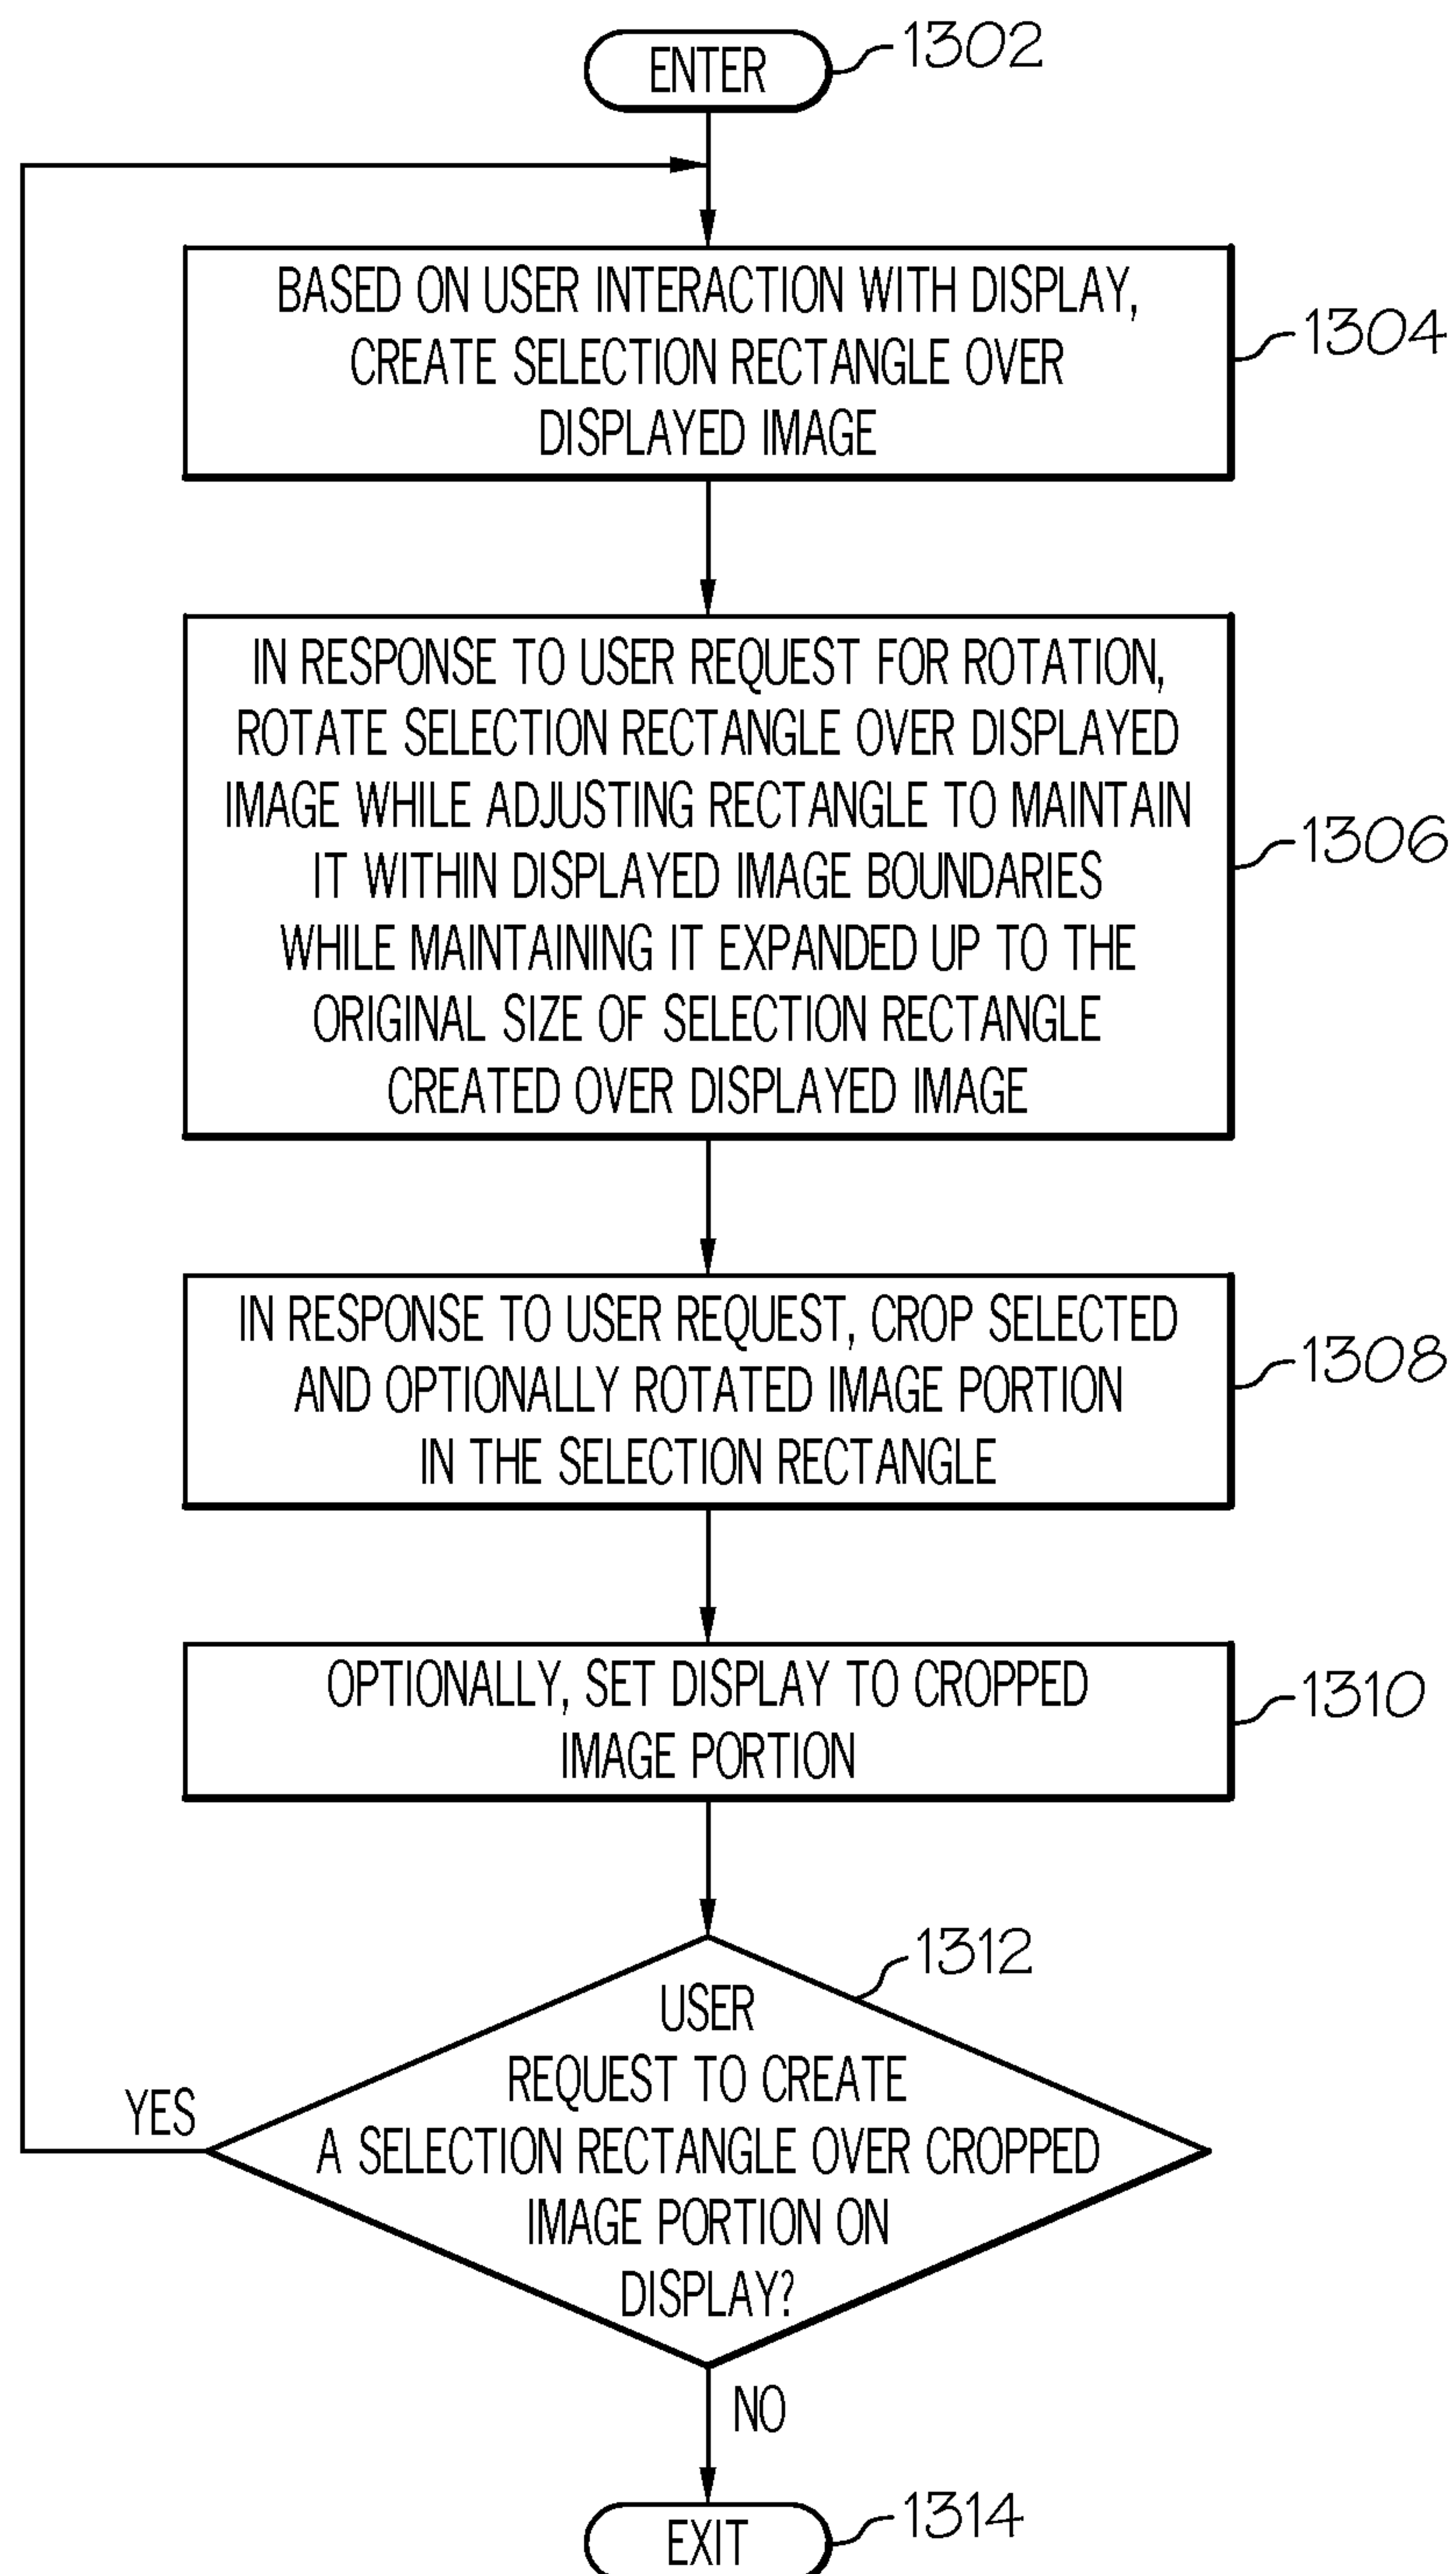 ENTER
1302
BASED ON USER INTERACTION WITH DISPLAY,
CREATE SELECTION RECTANGLE OVER
DISPLAYED IMAGE
1304
IN RESPONSE TO USER REQUEST FOR ROTATION,
ROTATE SELECTION RECTANGLE OVER DISPLAYED
IMAGE WHILE ADJUSTING RECTANGLE TO MAINTAIN
IT WITHIN DISPLAYED IMAGE BOUNDARIES
WHILE MAINTAINING IT EXPANDED UP TO THE
ORIGINAL SIZE OF SELECTION RECTANGLE
CREATED OVER DISPLAYED IMAGE
1306
IN RESPONSE TO USER REQUEST, CROP SELECTED
AND OPTIONALLY ROTATED IMAGE PORTION
IN THE SELECTION RECTANGLE
1308
OPTIONALLY, SET DISPLAY TO CROPPED
IMAGE PORTION
1310
1312
USER
REQUEST TO CREATE
A SELECTION RECTANGLE OVER CROPPED
IMAGE PORTION ON
DISPLAY?
YES
NO
EXIT
1314